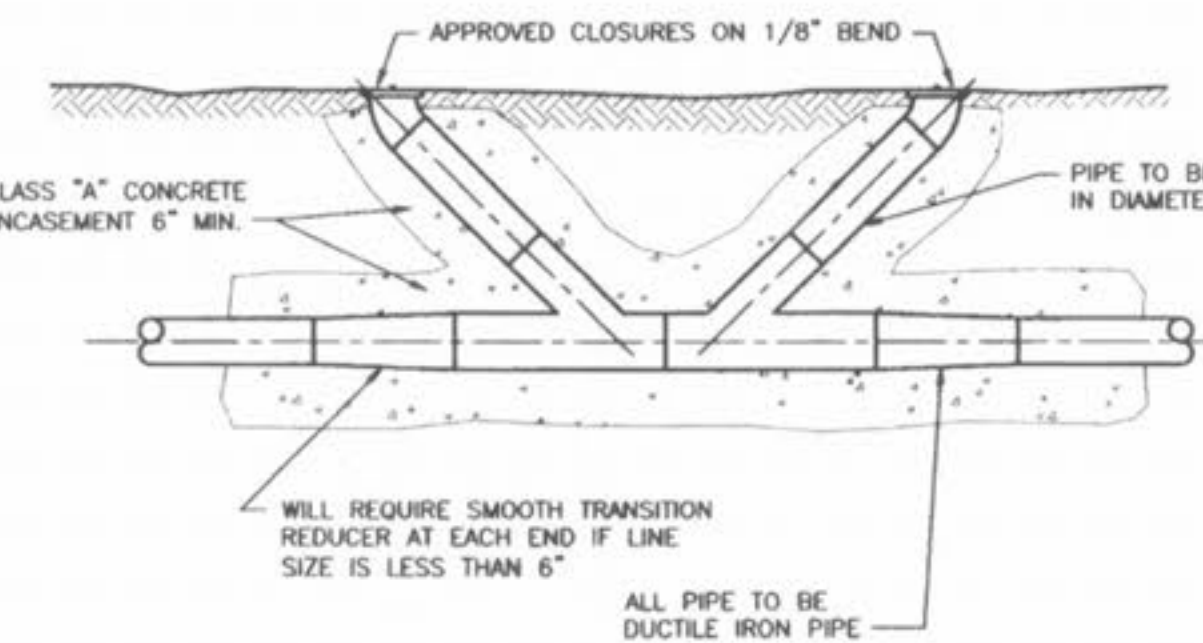 APPROVED CLOSURES ON 1/8" BEND
LASS "A" CONCRETE
NCASEMENT 6" MIN.
PIPE TO B
IN DIAMETE
WILL REQUIRE SMOOTH TRANSITION
REDUCER AT EACH END IF LINE
SIZE IS LESS THAN 6"
ALL PIPE TO BE
DUCTILE IRON PIPE